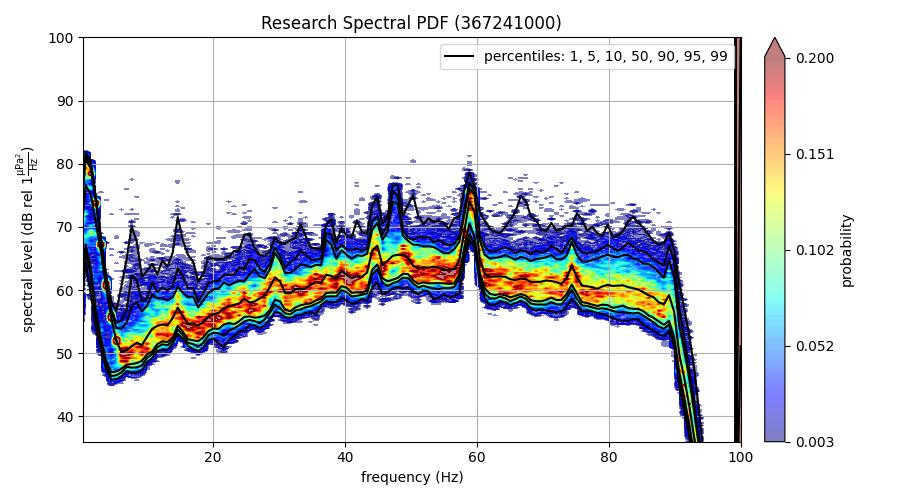 Research Spectral PDF (367241000)
percentiles: 1, 5, 10, 50, 90, 95, 99
spectral level (dB rel 1 μPa²/Hz)
100
90
80
70
60
50
40
20 40 60 80 100
frequency (Hz)
0.200
0.151
0.102
0.052
0.003
probability